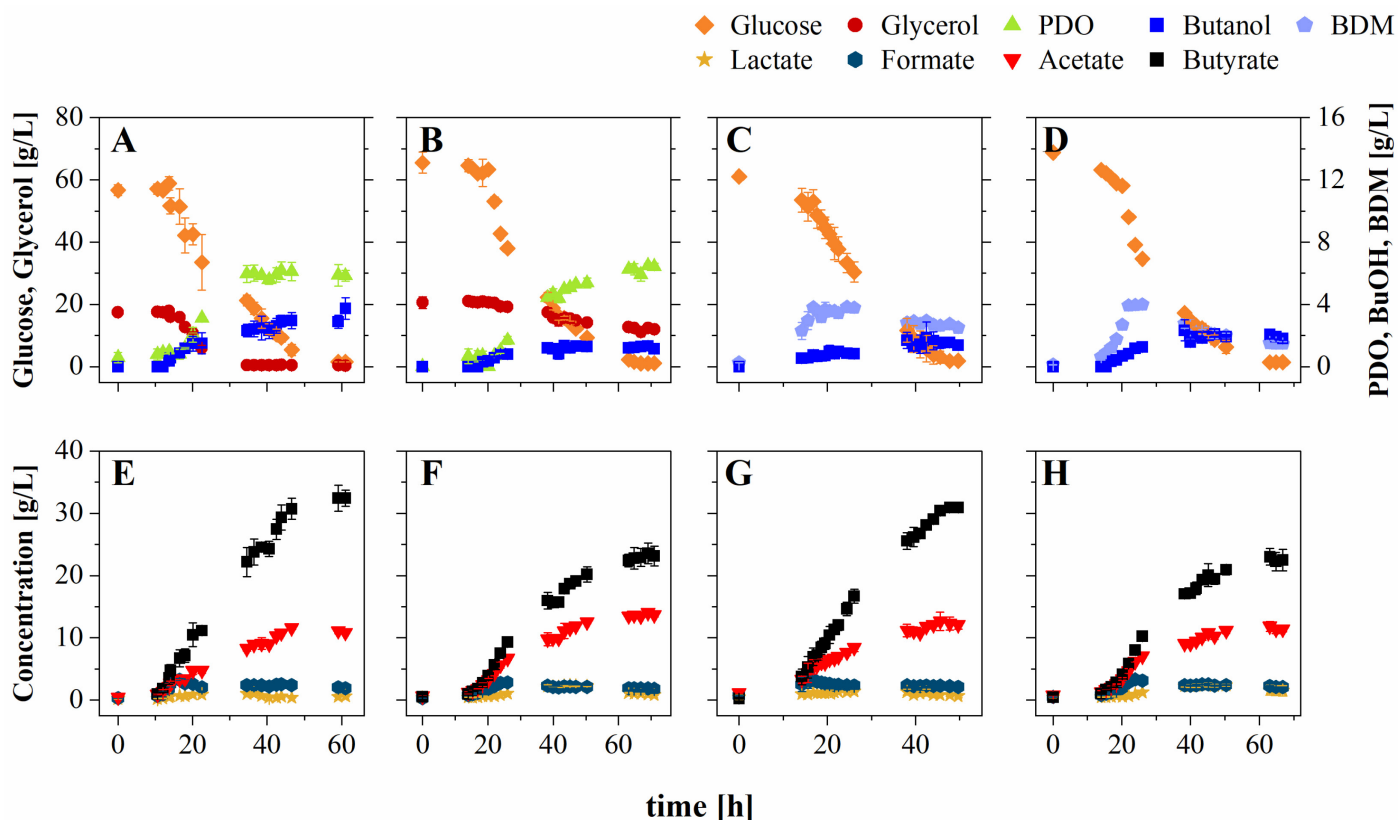 Glucose Glycerol PDO Butanol BDM
Lactate Formate Acetate Butyrate
Glucose, Glycerol [g/L]
80
60
40
20
0
A B C D
16
12
8
4
0
PDO, BuOH, BDM [g/L]
Concentration [g/L]
40
30
20
10
0
E F G H
0 20 40 60 0 20 40 60 0 20 40 0 20 40 60
time [h]